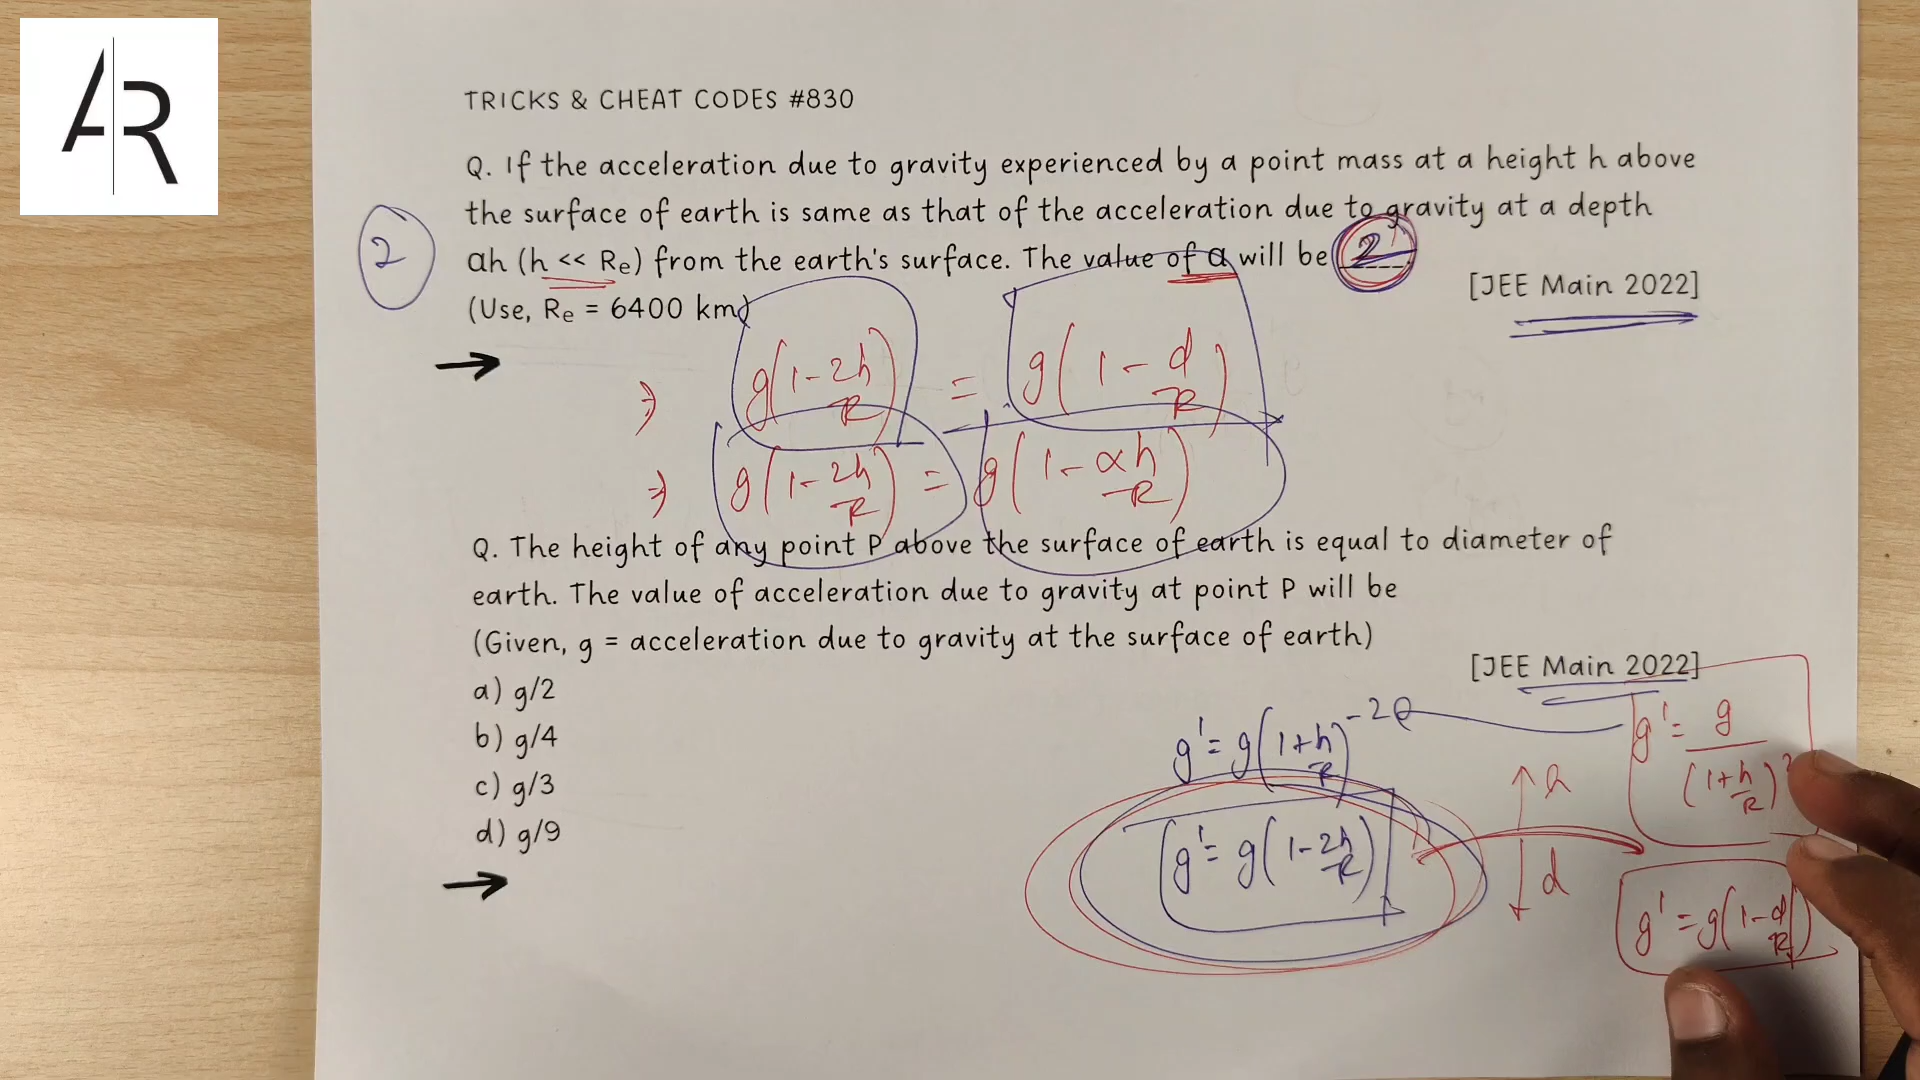 AR
TRICKS & CHEAT CODES #830
Q. If the acceleration due to gravity experienced by a point mass at a height h above
the surface of earth is same as that of the acceleration due to gravity at a depth
αh (h << Rₑ) from the earth's surface. The value of α will be 2
(Use, Rₑ = 6400 km)
[JEE Main 2022]
2
⇒ g(1 - 2h/R) = g(1 - d/R)
⇒ g(1 - 2h/R) = g(1 - αh/R)
Q. The height of any point P above the surface of earth is equal to diameter of
earth. The value of acceleration due to gravity at point P will be
(Given, g = acceleration due to gravity at the surface of earth)
[JEE Main 2022]
a) g/2
b) g/4
c) g/3
d) g/9
g' = g(1 + h/R)⁻²
g' = g(1 - 2h/R)
h
d
g' = g/(1 + h/R)²
g' = g(1 - d/R)